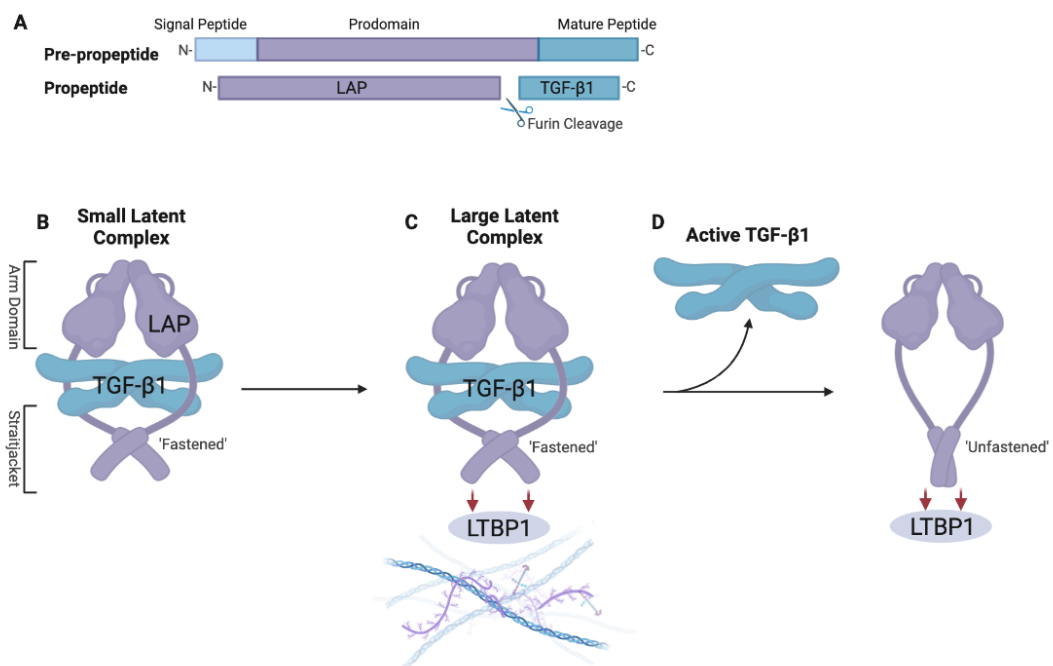 A
Signal Peptide
Prodomain
Mature Peptide
Pre-propeptide
N-
-C
Propeptide
N-
LAP
TGF-β1
-C
Furin Cleavage
B
Small Latent
Complex
C
Large Latent
Complex
D
Active TGF-β1
Arm Domain
LAP
TGF-β1
TGF-β1
Straitjacket
'Fastened'
'Fastened'
'Unfastened'
LTBP1
LTBP1